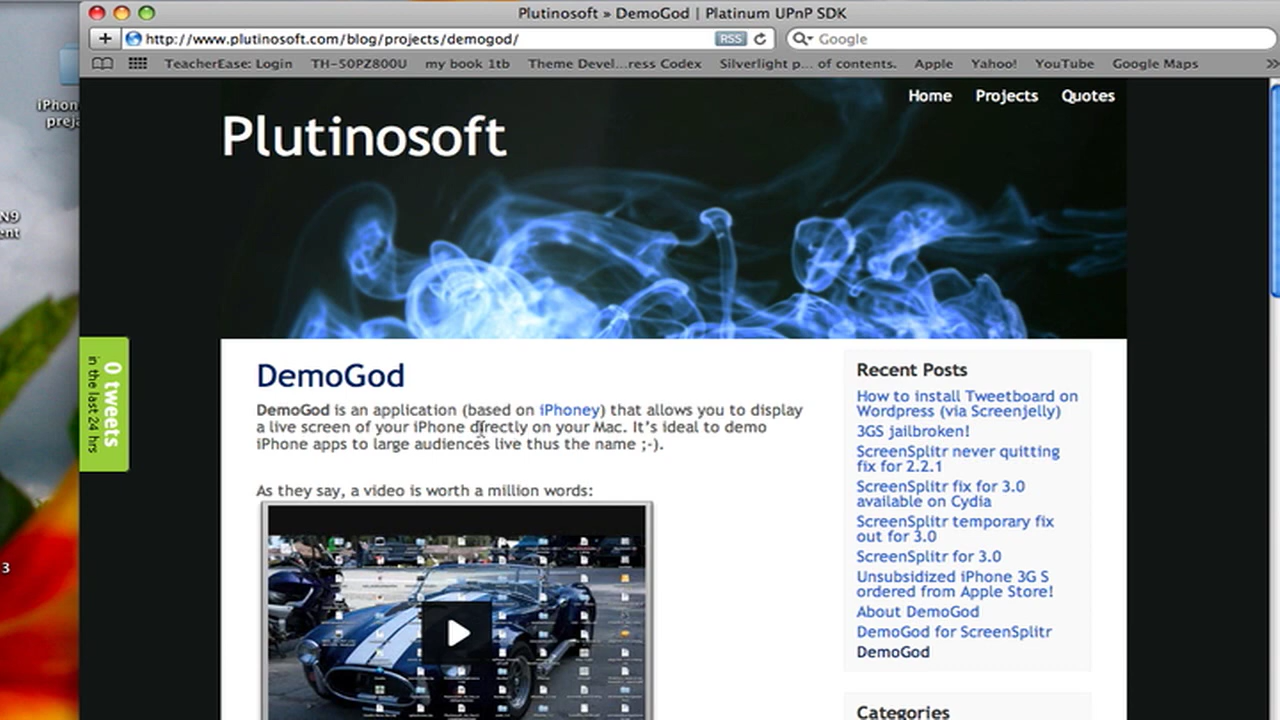 Plutinosoft » DemoGod | Platinum UPnP SDK
http://www.plutinosoft.com/blog/projects/demogod/
RSS
Google
TeacherEase: Login TH-50PZ800U my book 1tb Theme Devel...ress Codex Silverlight p... of contents. Apple Yahoo! YouTube Google Maps
iPhon
preja
N9
ent
3
Home Projects Quotes
Plutinosoft
0 tweets
in the last 24 hrs
DemoGod
DemoGod is an application (based on iPhoney) that allows you to display
a live screen of your iPhone directly on your Mac. It's ideal to demo
iPhone apps to large audiences live thus the name ;-).
As they say, a video is worth a million words:
Recent Posts
How to install Tweetboard on
Wordpress (via Screenjelly)
3GS jailbroken!
ScreenSplitr never quitting
fix for 2.2.1
ScreenSplitr fix for 3.0
available on Cydia
ScreenSplitr temporary fix
out for 3.0
ScreenSplitr for 3.0
Unsubsidized iPhone 3G S
ordered from Apple Store!
About DemoGod
DemoGod for ScreenSplitr
DemoGod
Categories